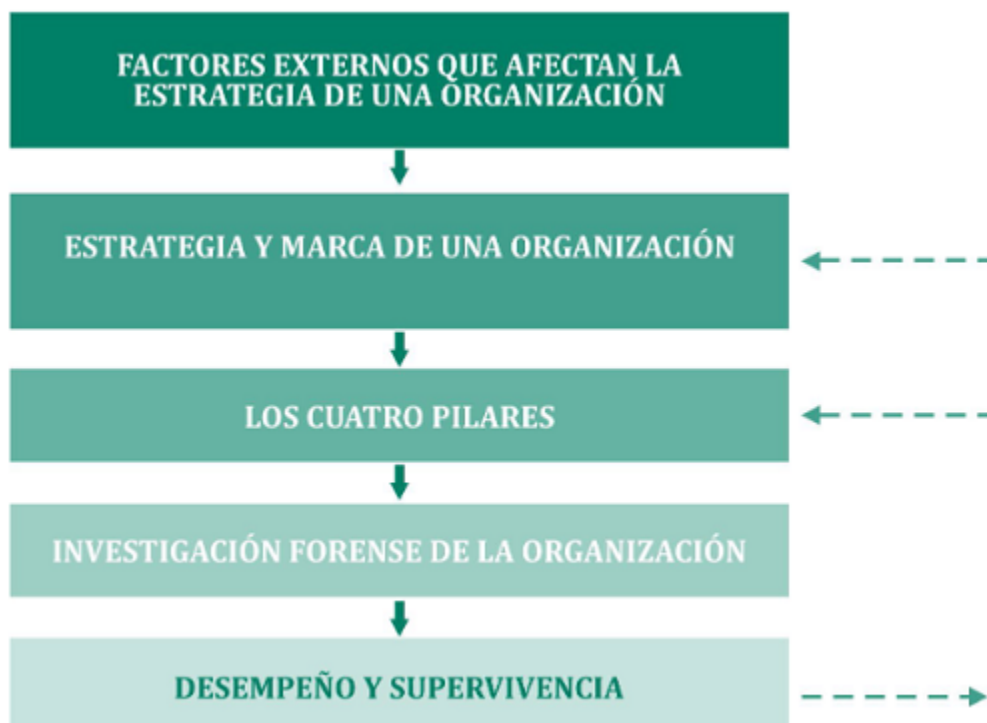 FACTORES EXTERNOS QUE AFECTAN LA
ESTRATEGIA DE UNA ORGANIZACIÓN
ESTRATEGIA Y MARCA DE UNA ORGANIZACIÓN
LOS CUATRO PILARES
INVESTIGACIÓN FORENSE DE LA ORGANIZACIÓN
DESEMPEÑO Y SUPERVIVENCIA